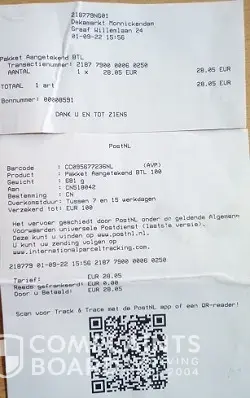 218779N601
Dekamarkt Monnickendam
Graaf Willemslaan 24
01-09-22 15:56
Pakket Aangetekend BTL
Transactienummer: 2187 7900 0006 0250
AANTAL 1 x 28.05 EUR 28.05 EUR
TOTAAL 1 art 28.05 EUR
Bonnummer: 00008591
DANK U EN TOT ZIENS
PostNL
Barcode : CC095677236NL (AVP)
Product : Pakket Aangetekend BTL 100
Gewicht : 681 g
Aan : CN518042
Bestemming : CN
Overkomstduur: Tussen 7 en 15 werkdagen
Verzekerd tot: EUR 100
Het vervoer geschiedt door PostNL onder de geldende Algemene
Voorwaarden Universele Postdienst (laatste versie).
Deze kunt u vinden op www.postnl.nl.
U kunt uw zending volgen op
www.internationalparceltracking.com.
218779 01-09-22 15:56 2187 7900 0006 0250
Tarief: EUR 28.05
Reeds gefrankeerd: EUR 0.00
Door u Betaald: EUR 28.05
Scan voor Track & Trace met de PostNL app of een QR-reader!
COMPLAINTS
BOARD
SINCE 2004